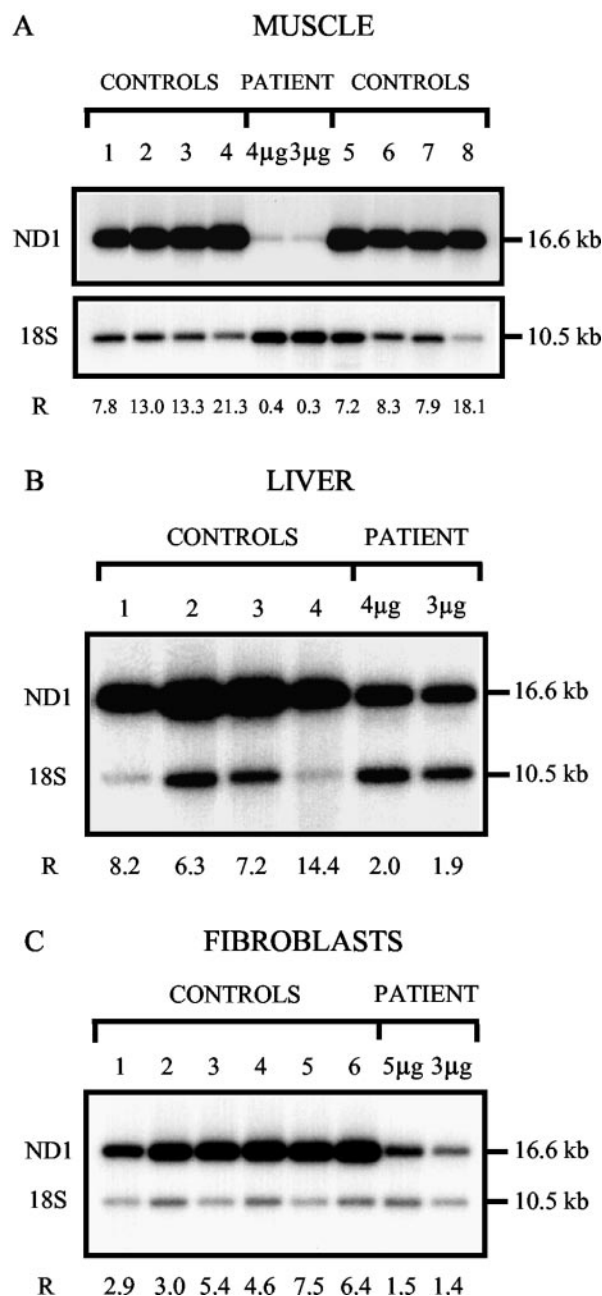 A MUSCLE
CONTROLS PATIENT CONTROLS
1 2 3 4 4μg 3μg 5 6 7 8
ND1 16.6 kb
18S 10.5 kb
R 7.8 13.0 13.3 21.3 0.4 0.3 7.2 8.3 7.9 18.1
B LIVER
CONTROLS PATIENT
1 2 3 4 4μg 3μg
ND1 16.6 kb
18S 10.5 kb
R 8.2 6.3 7.2 14.4 2.0 1.9
C FIBROBLASTS
CONTROLS PATIENT
1 2 3 4 5 6 5μg 3μg
ND1 16.6 kb
18S 10.5 kb
R 2.9 3.0 5.4 4.6 7.5 6.4 1.5 1.4